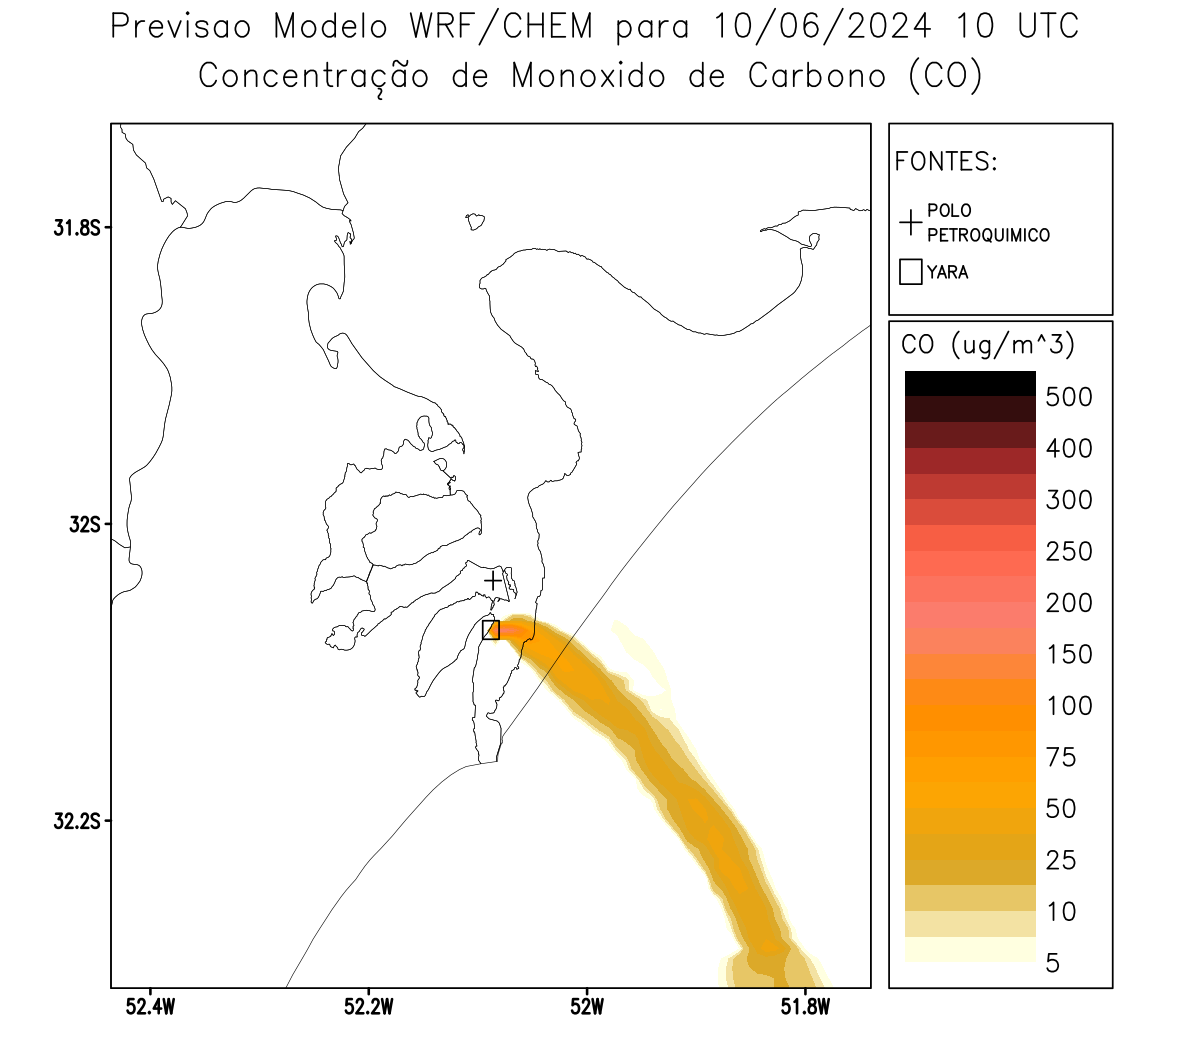 Previsao Modelo WRF/CHEM para 10/06/2024 10 UTC
Concentração de Monoxido de Carbono (CO)
FONTES:
POLO
PETROQUIMICO
YARA
CO (ug/m^3)
500
400
300
250
200
150
100
75
50
25
10
5
31.8S
32S
32.2S
52.4W
52.2W
52W
51.8W